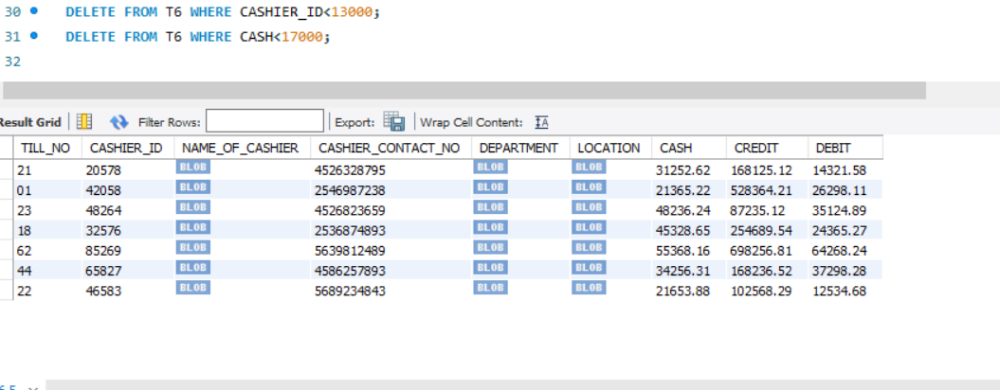 30 DELETE FROM T6 WHERE CASHIER_ID<13000;
31 DELETE FROM T6 WHERE CASH<17000;
32
Result Grid Filter Rows: Export: Wrap Cell Content: IA
TILL_NO CASHIER_ID NAME_OF_CASHIER CASHIER_CONTACT_NO DEPARTMENT LOCATION CASH CREDIT DEBIT
21 20578 BLOB 4526328795 BLOB BLOB 31252.62 168125.12 14321.58
01 42058 BLOB 2546987238 BLOB BLOB 21365.22 528364.21 26298.11
23 48264 BLOB 4526823659 BLOB BLOB 48236.24 87235.12 35124.89
18 32576 BLOB 2536874893 BLOB BLOB 45328.65 254689.54 24365.27
62 85269 BLOB 5639812489 BLOB BLOB 55368.16 698256.81 64268.24
44 65827 BLOB 4586257893 BLOB BLOB 34256.31 168236.52 37298.28
22 46583 BLOB 5689234843 BLOB BLOB 21653.88 102568.29 12534.68